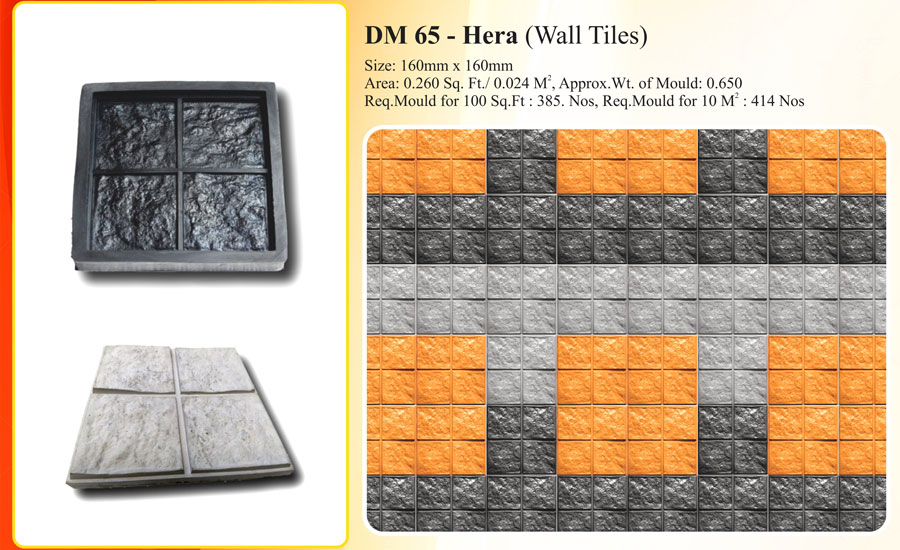 DM 65 - Hera (Wall Tiles)
Size: 160mm x 160mm
Area: 0.260 Sq. Ft./ 0.024 M², Approx.Wt. of Mould: 0.650
Req.Mould for 100 Sq.Ft : 385. Nos, Req.Mould for 10 M² : 414 Nos